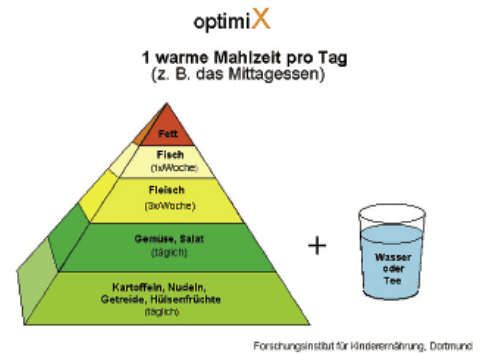 optimiX
1 warme Mahlzeit pro Tag
(z. B. das Mittagessen)
Fett
Fisch
(1x/Woche)
Fleisch
(3x/Woche)
Gemüse, Salat
(täglich)
Kartoffeln, Nudeln,
Getreide, Hülsenfrüchte
(täglich)
+
Wasser
oder
Tee
Forschungsinstitut für Kinderernährung, Dortmund